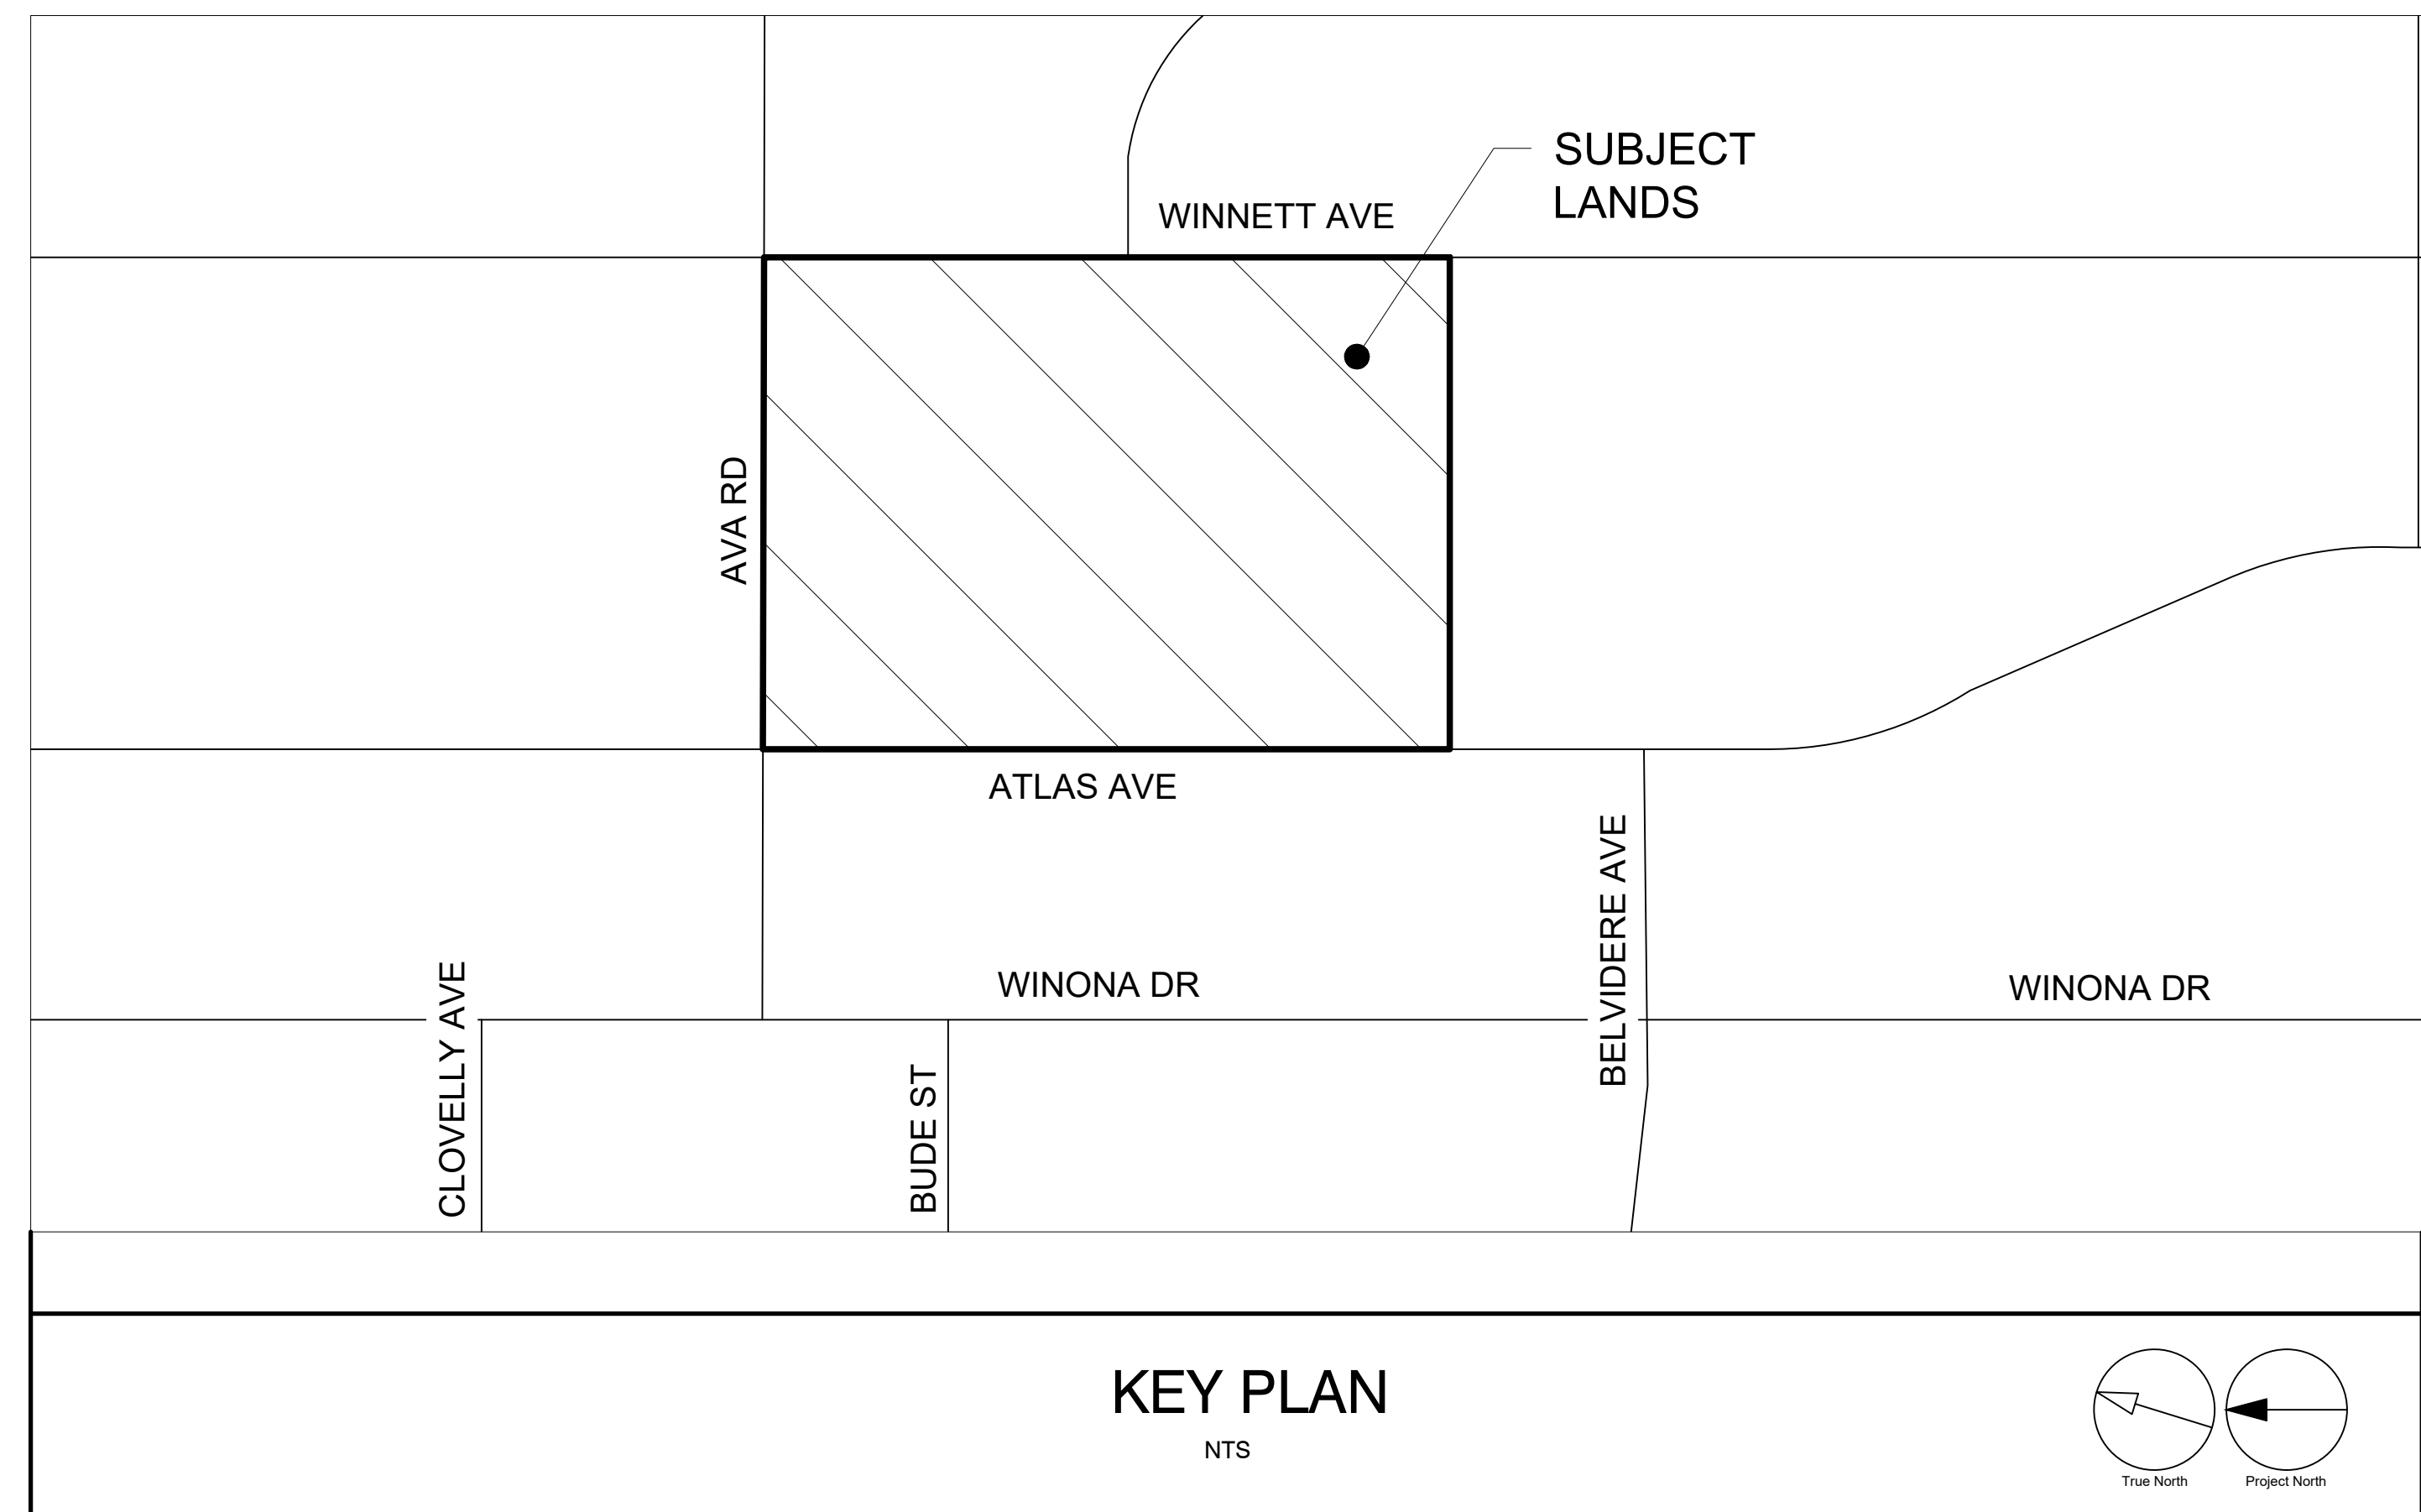 SUBJECT
LANDS
WINNETT AVE
AVA RD
ATLAS AVE
BELVIDERE AVE
CLOVELLY AVE
WINONA DR
WINONA DR
BUDE ST
KEY PLAN
NTS
True North
Project North